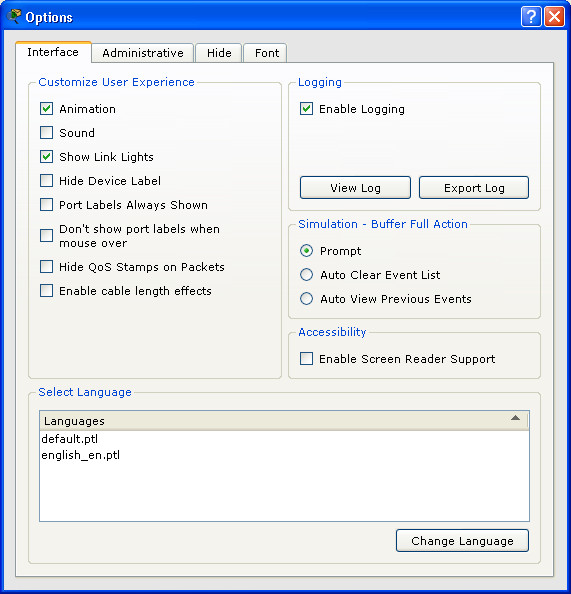 Options
Interface
Administrative
Hide
Font
Customize User Experience
Animation
Sound
Show Link Lights
Hide Device Label
Port Labels Always Shown
Don't show port labels when
mouse over
Hide QoS Stamps on Packets
Enable cable length effects
Logging
Enable Logging
View Log
Export Log
Simulation - Buffer Full Action
Prompt
Auto Clear Event List
Auto View Previous Events
Accessibility
Enable Screen Reader Support
Select Language
Languages
default.ptl
english_en.ptl
Change Language